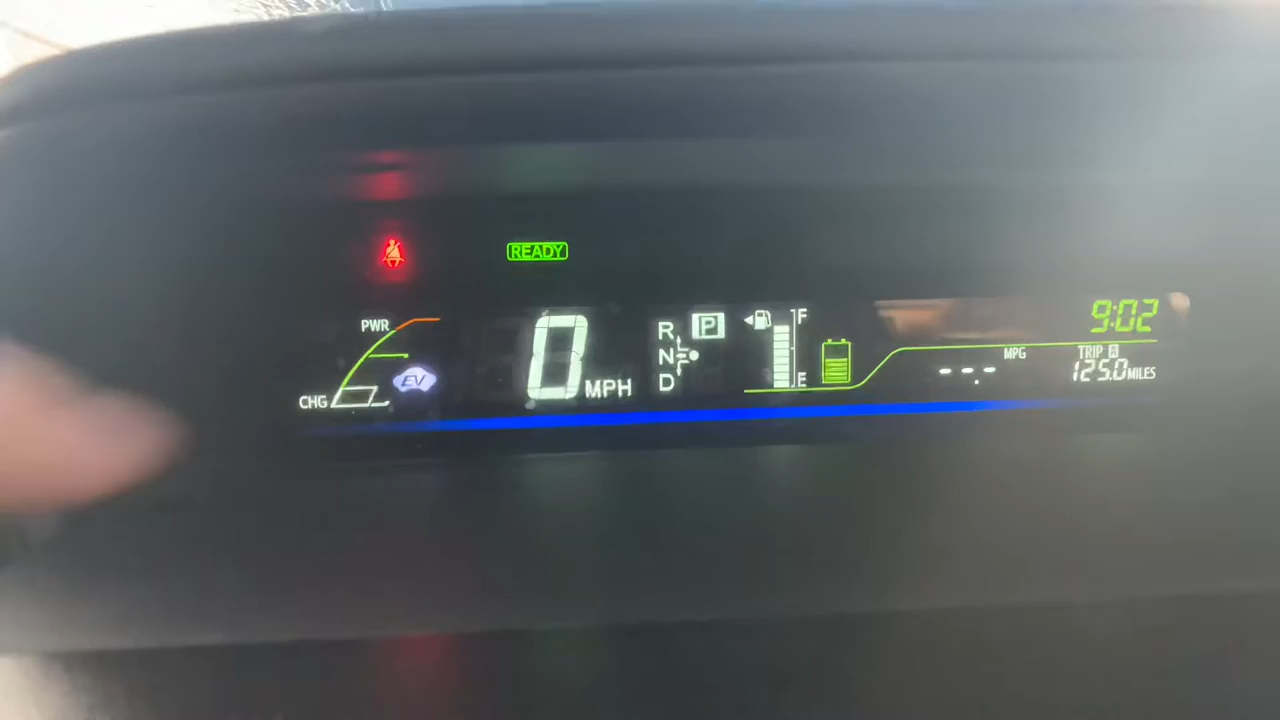 READY
PWR
CHG
EV
0 MPH
P
R
N
D
F
E
9:02
MPG
--.-
TRIP A
125.0 MILES